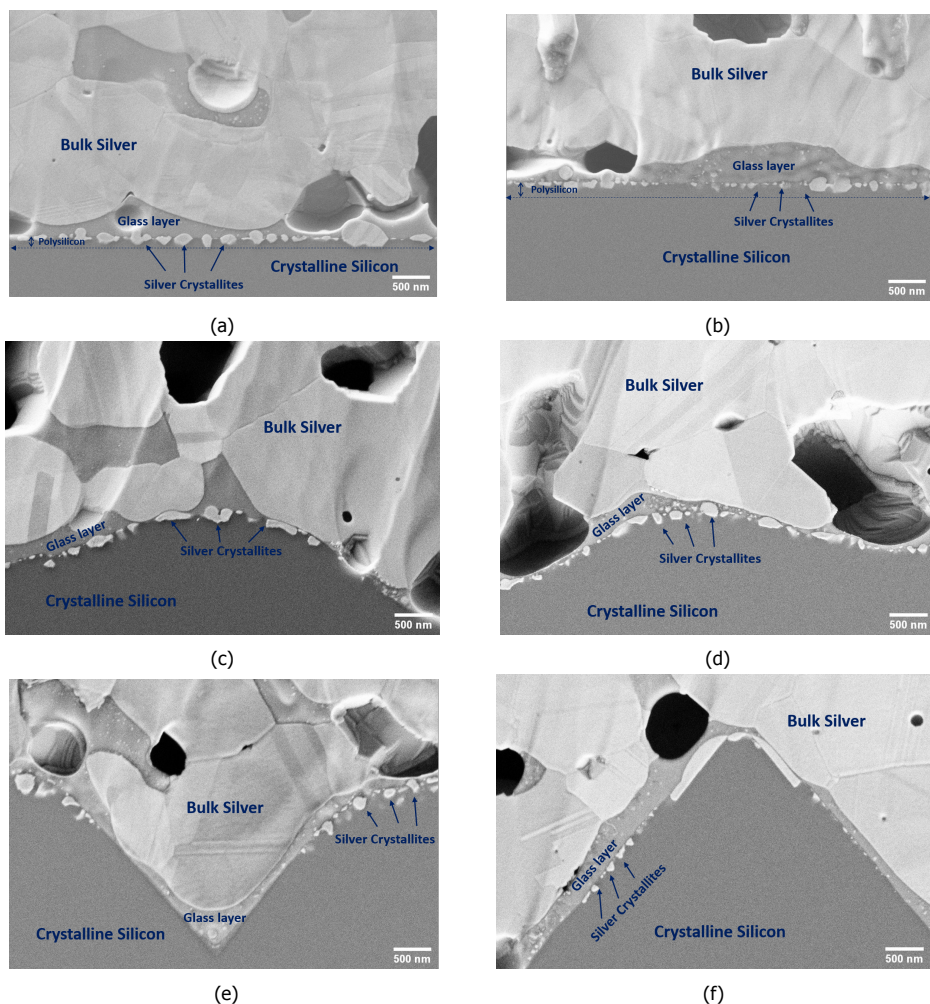 Bulk Silver
Glass layer
Polysilicon
Silver Crystallites
Crystalline Silicon
500 nm
(a)
Bulk Silver
Glass layer
Silver Crystallites
Polysilicon
Crystalline Silicon
500 nm
(b)
Bulk Silver
Glass layer
Silver Crystallites
Crystalline Silicon
500 nm
(c)
Bulk Silver
Glass layer
Silver Crystallites
Crystalline Silicon
500 nm
(d)
Bulk Silver
Silver Crystallites
Glass layer
Crystalline Silicon
500 nm
(e)
Bulk Silver
Glass layer
Silver Crystallites
Crystalline Silicon
500 nm
(f)